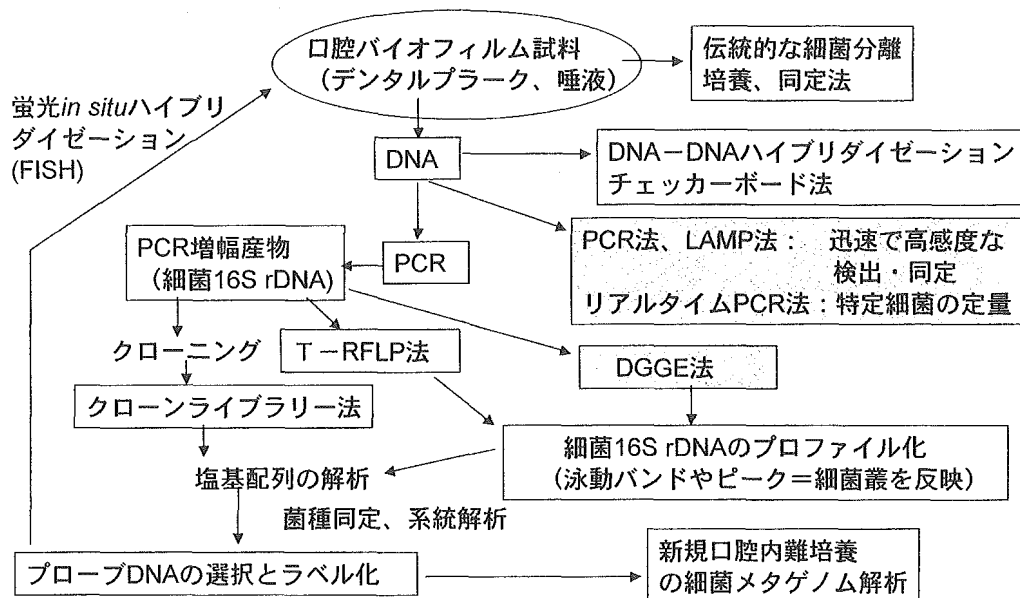 口腔バイオフィルム試料
(デンタルプラーク、唾液)
伝統的な細菌分離
培養、同定法
蛍光in situハイブリ
ダイゼーション
(FISH)
DNA
DNA－DNAハイブリダイゼーション
チェッカーボード法
PCR法、LAMP法： 迅速で高感度な
検出・同定
リアルタイムPCR法：特定細菌の定量
PCR増幅産物
(細菌16S rDNA)
PCR
クローニング
T－RFLP法
DGGE法
クローンライブラリー法
細菌16S rDNAのプロファイル化
(泳動バンドやピーク＝細菌叢を反映)
塩基配列の解析
菌種同定、系統解析
プローブDNAの選択とラベル化
新規口腔内難培養
の細菌メタゲノム解析